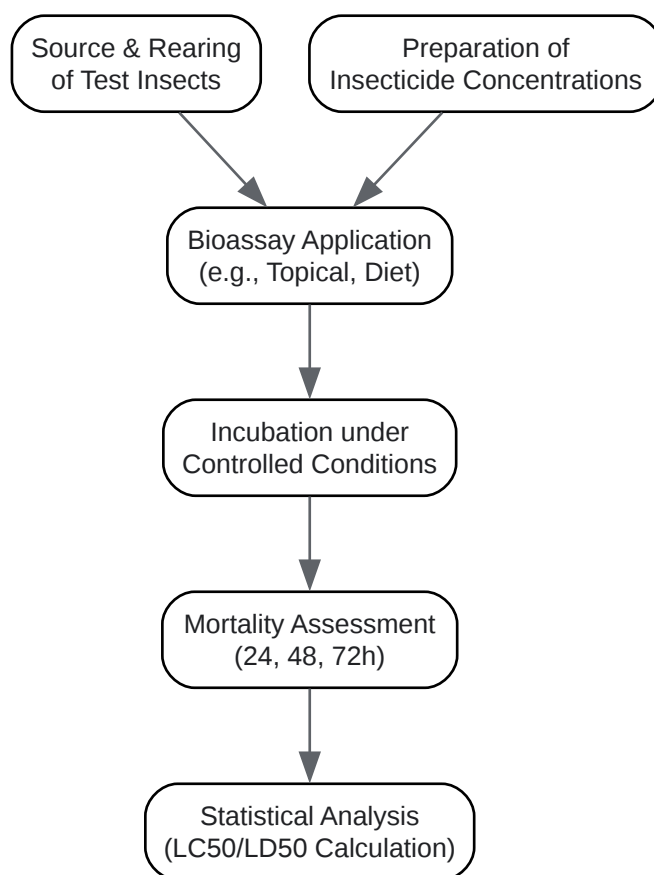 Source & Rearing
of Test Insects
Preparation of
Insecticide Concentrations
Bioassay Application
(e.g., Topical, Diet)
Incubation under
Controlled Conditions
Mortality Assessment
(24, 48, 72h)
Statistical Analysis
(LC50/LD50 Calculation)